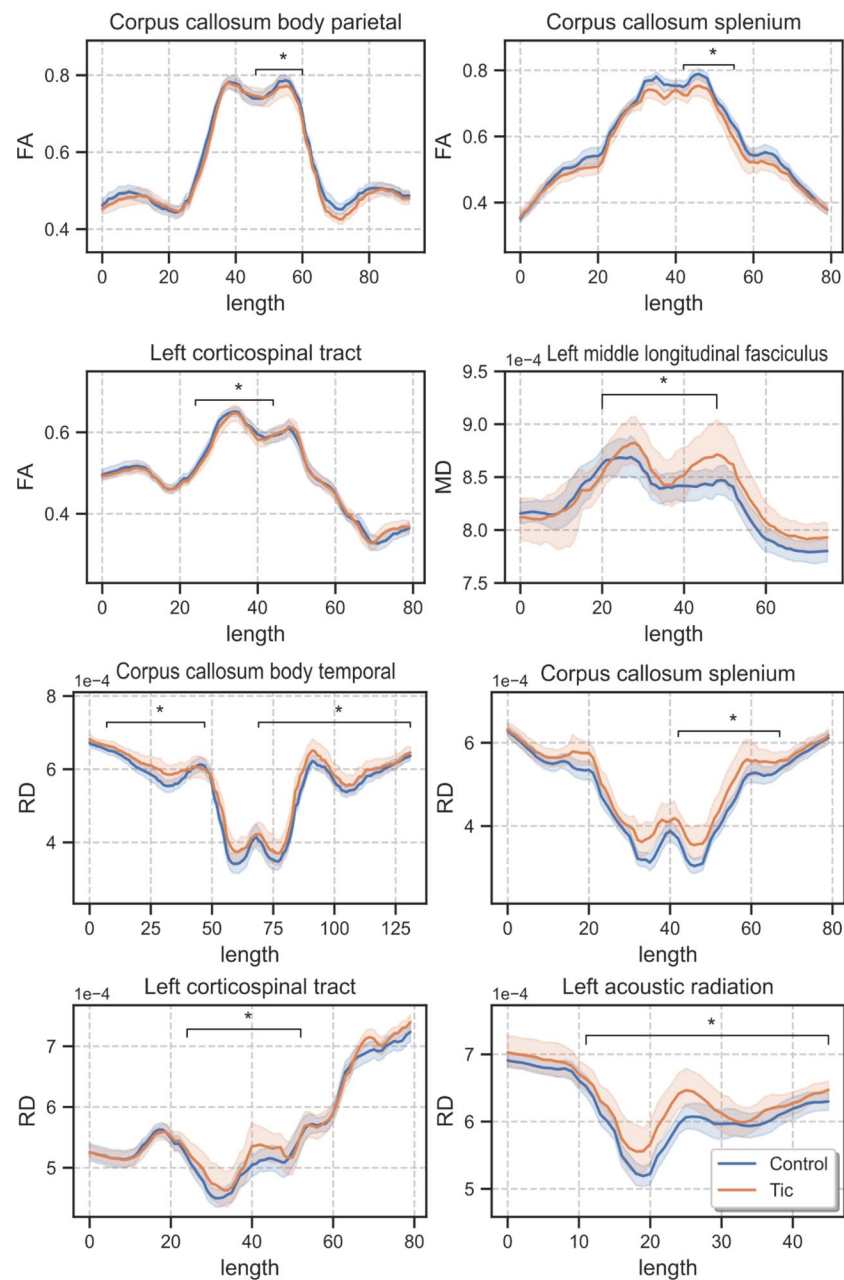 Corpus callosum body parietal
*
0.8
0.6
0.4
FA
0 20 40 60 80
length
Corpus callosum splenium
*
0.8
0.6
0.4
FA
0 20 40 60 80
length
Left corticospinal tract
*
0.6
0.4
FA
0 20 40 60 80
length
1e−4 Left middle longitudinal fasciculus
*
9.5
9.0
8.5
8.0
7.5
MD
0 20 40 60
length
Corpus callosum body temporal
1e−4
* *
8
6
4
RD
0 25 50 75 100 125
length
Corpus callosum splenium
1e−4
*
6
4
RD
0 20 40 60 80
length
Left corticospinal tract
1e−4
*
7
6
5
RD
0 20 40 60 80
length
Left acoustic radiation
1e−4
*
7
6
5
RD
Control
Tic
0 10 20 30 40
length